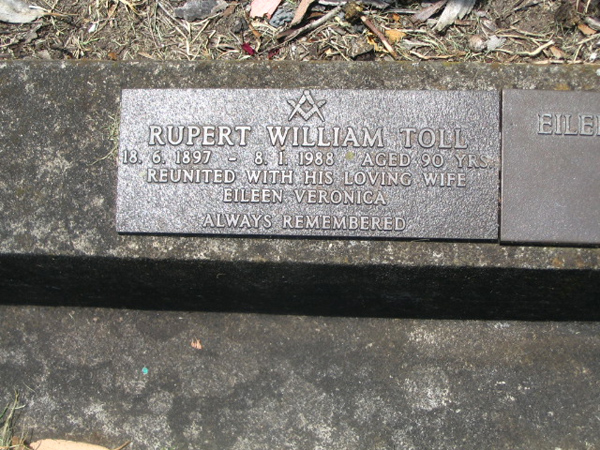 RUPERT WILLIAM TOLL
18. 6. 1897 - 8. 1. 1988 AGED 90 YRS.
REUNITED WITH HIS LOVING WIFE
EILEEN VERONICA
ALWAYS REMEMBERED